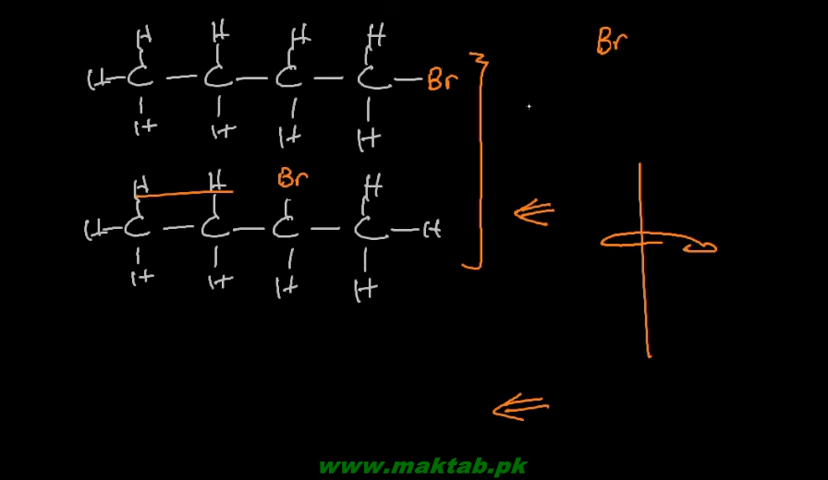 Br
H H H H
H-C-C-C-C-Br
H H H H
H H Br H
H-C-C-C-C-H
H H H H
www.maktab.pk